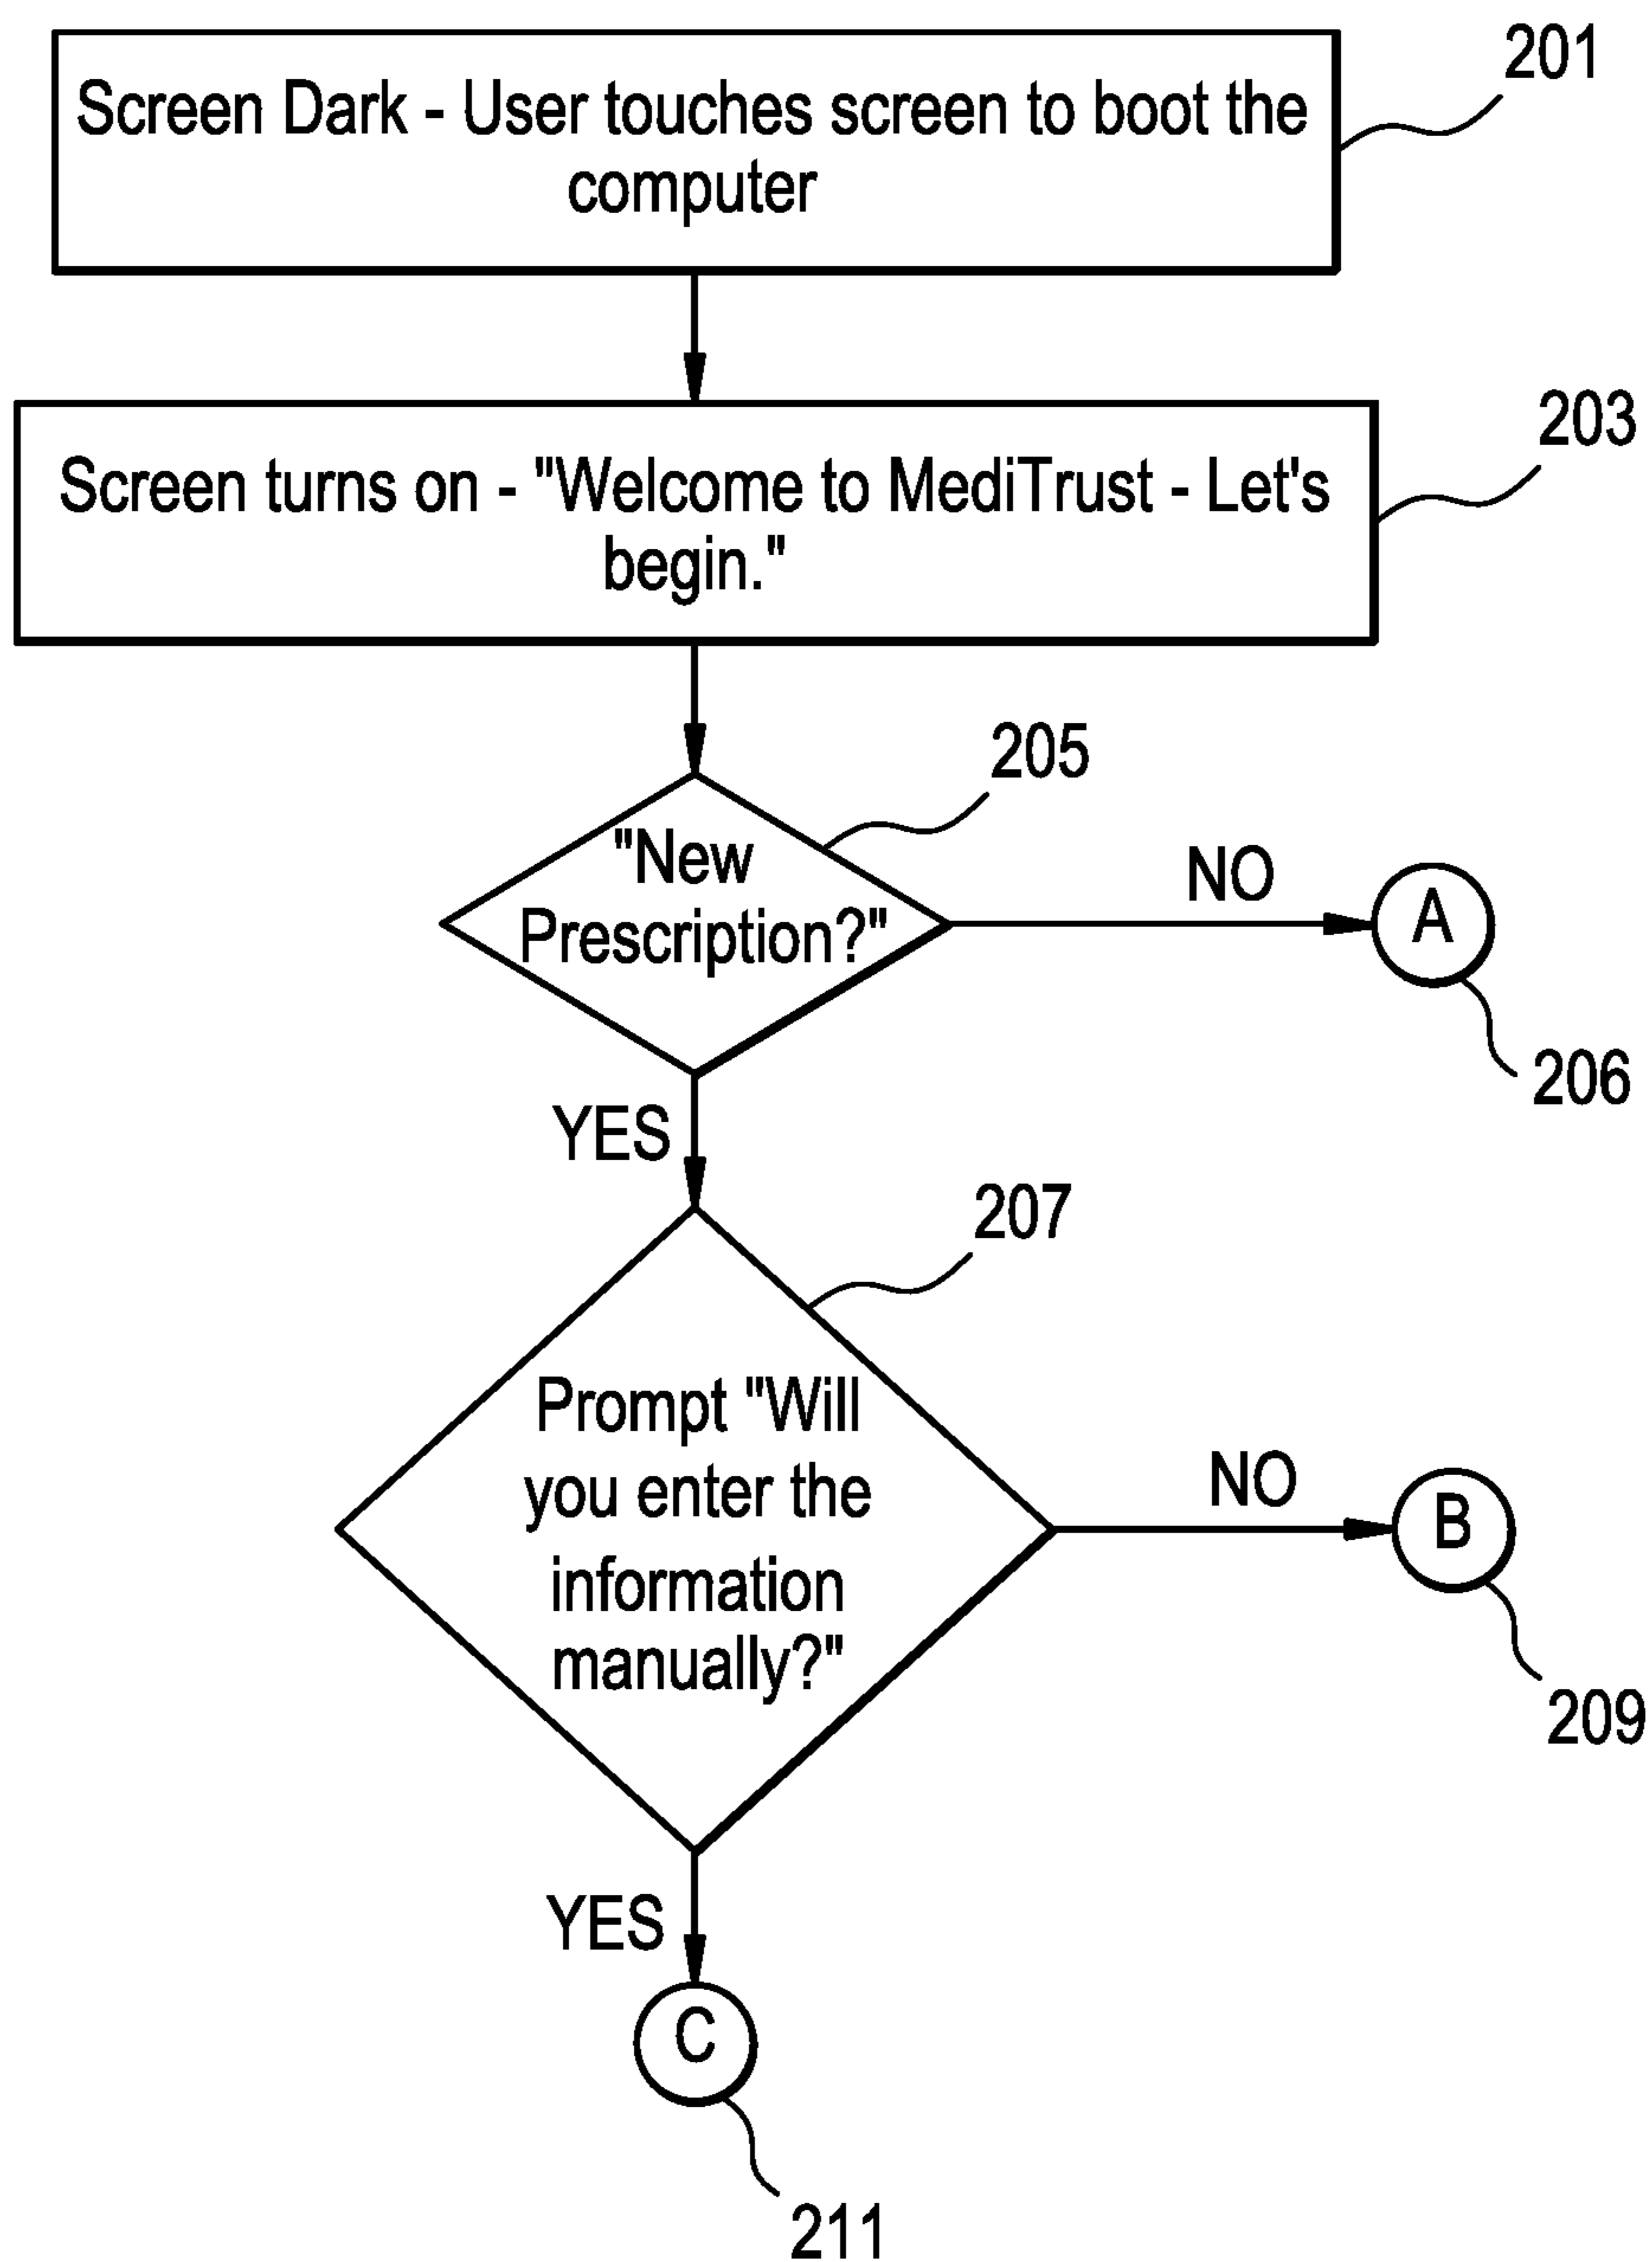 201
Screen Dark - User touches screen to boot the
computer
203
Screen turns on - "Welcome to MediTrust - Let's
begin."
205
"New
Prescription?"
NO
A
206
YES
207
Prompt "Will
you enter the
information
manually?"
NO
B
209
YES
C
211